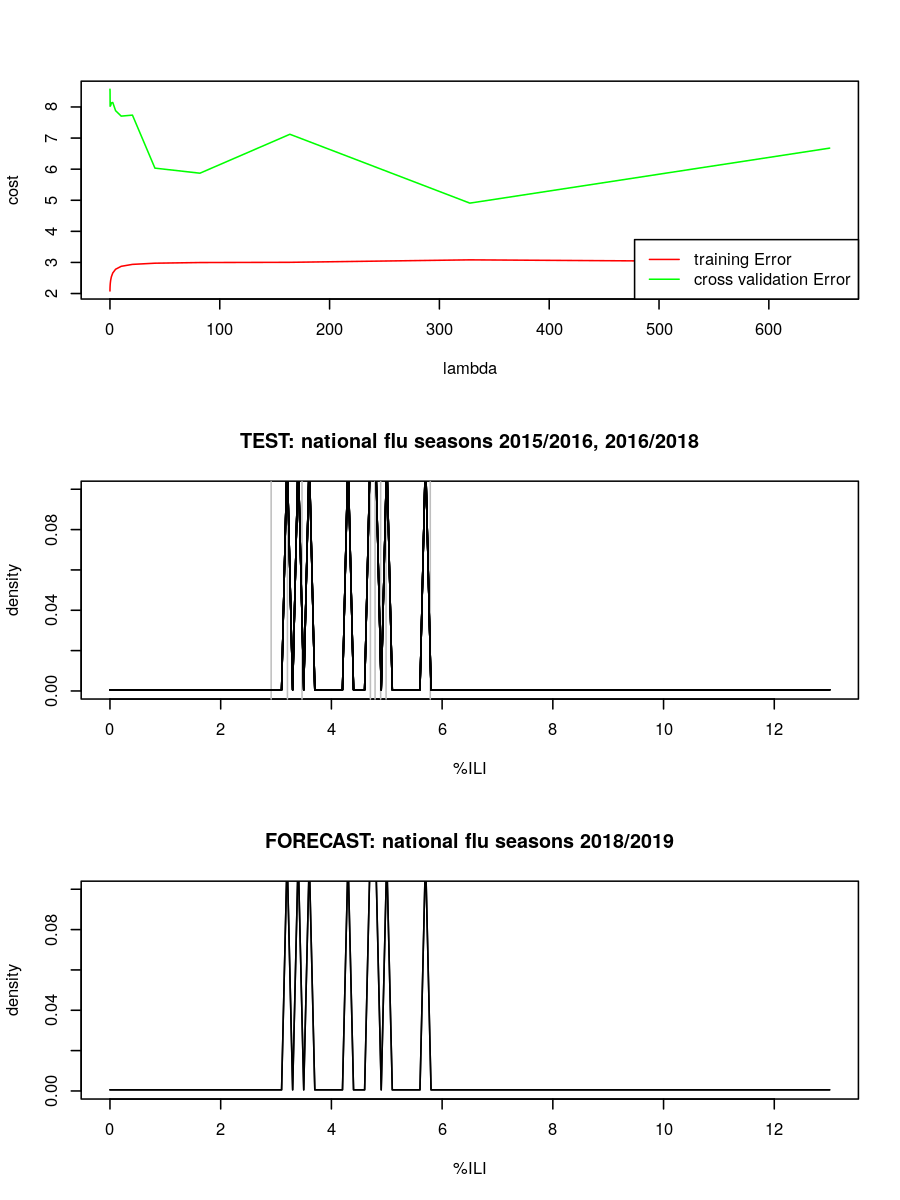 cost
8
7
6
5
4
3
2
training Error
cross validation Error
0 100 200 300 400 500 600
lambda
TEST: national flu seasons 2015/2016, 2016/2018
density
0.08
0.04
0.00
0 2 4 6 8 10 12
%ILI
FORECAST: national flu seasons 2018/2019
density
0.08
0.04
0.00
0 2 4 6 8 10 12
%ILI